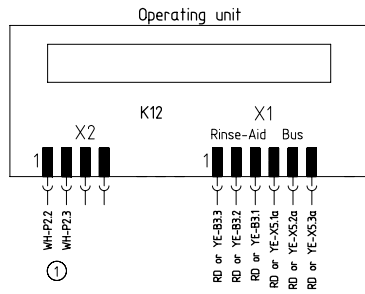 Operating unit
K12
X2
X1
Rinse-Aid Bus
1
1
WH-P2.2
WH-P2.3
RD or YE-B3.3
RD or YE-B3.2
RD or YE-B3.1
RD or YE-X5.1a
RD or YE-X5.2a
RD or YE-X5.3a
1